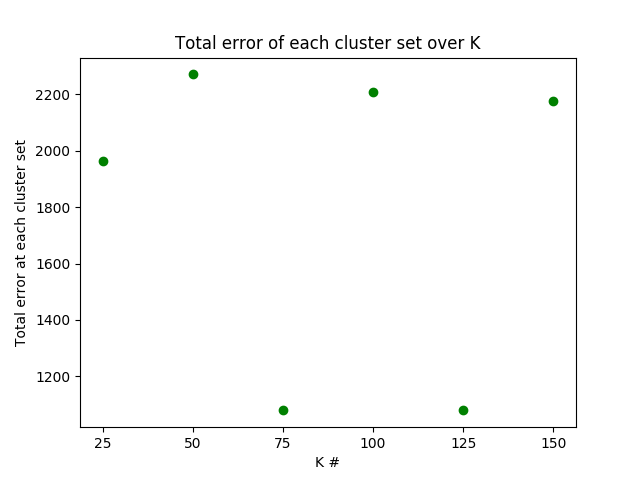 Total error of each cluster set over K
Total error at each cluster set
2200
2000
1800
1600
1400
1200
25 50 75 100 125 150
K #